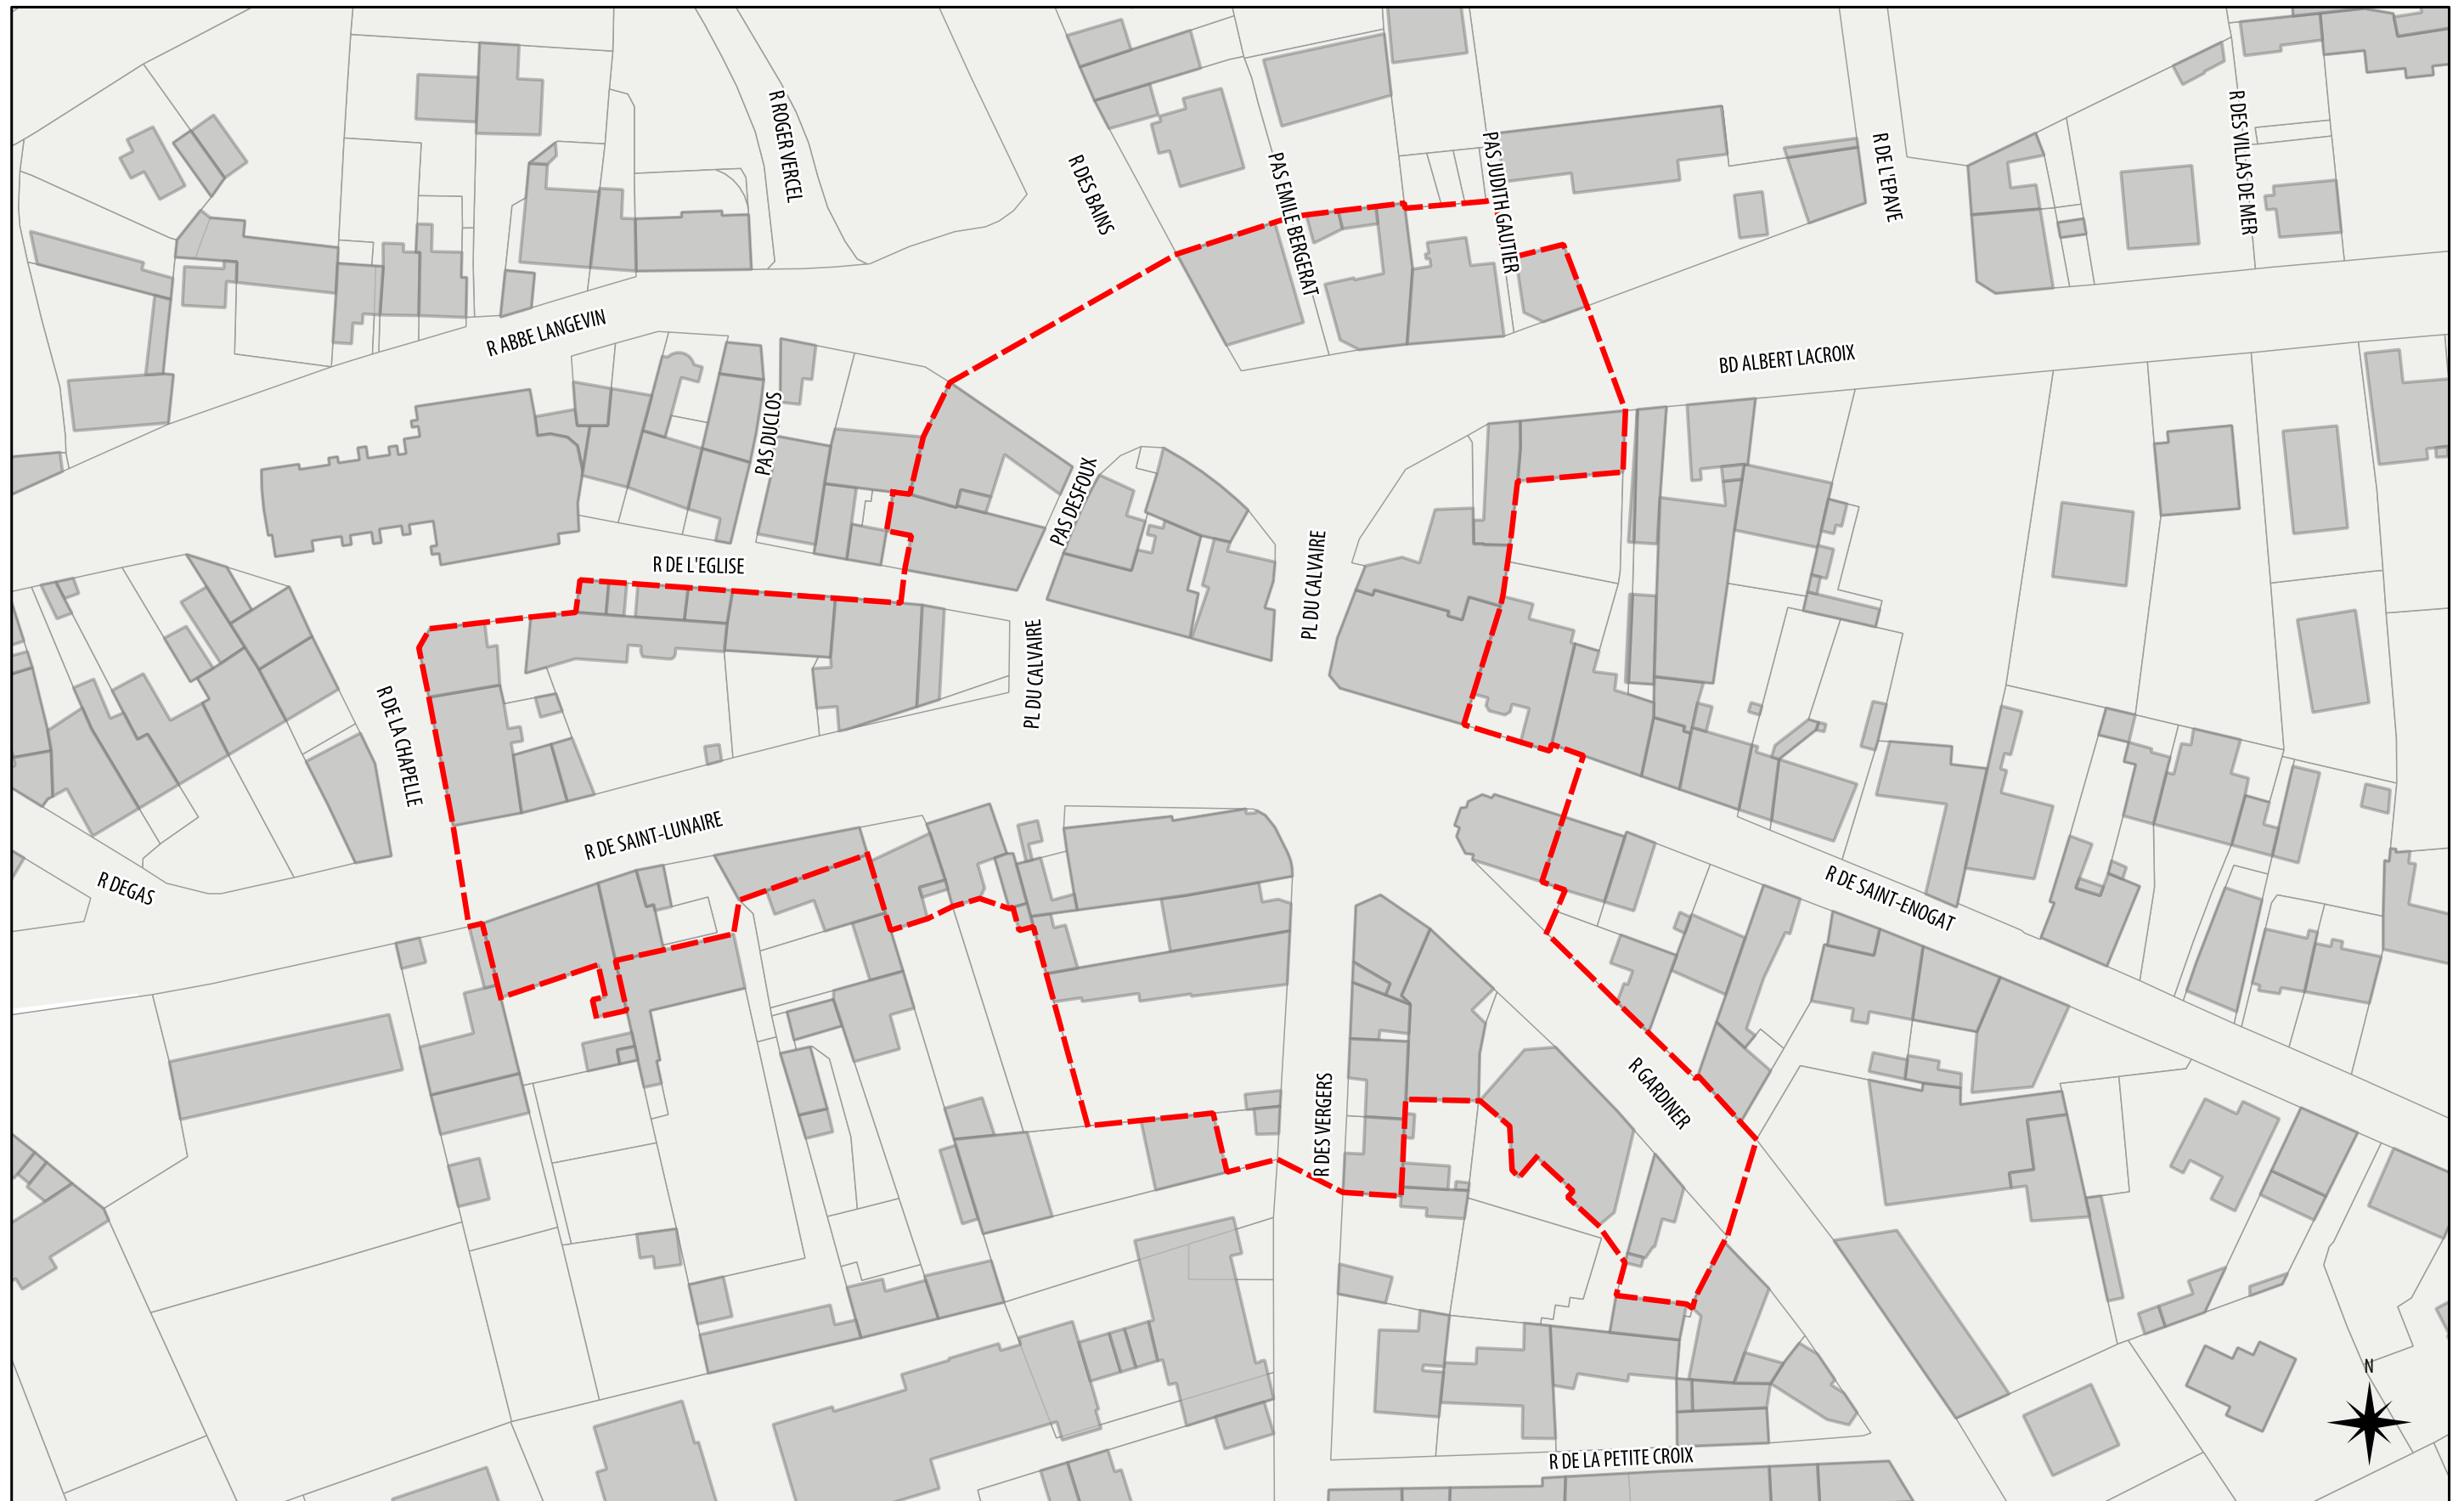 R ROGER VERCEL
R DES BAINS
PAS EMILE BERGERAT
PAS JUDITH GAUTIER
R DE L'EPAVE
R DES VILLAS DE MER
R ABBE LANGEVIN
BD ALBERT LACROIX
PAS DUCLOS
PAS DESFOUX
R DE L'EGLISE
PL DU CALVAIRE
PL DU CALVAIRE
R DE LA CHAPELLE
R DE SAINT-LUNAIRE
R DEGAS
R DE SAINT-ENOGAT
R DES VERGERS
R GARDINER
N
R DE LA PETITE CROIX